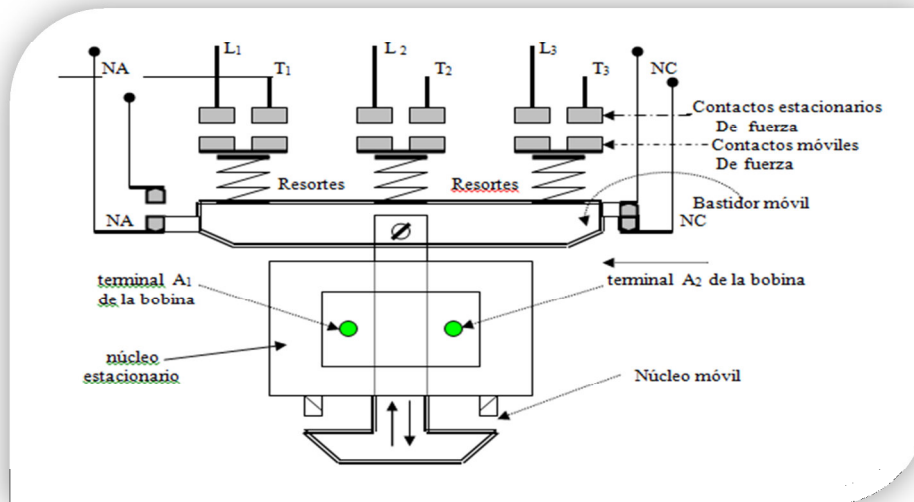 L1
L 2
L3
NA
T1
T2
T3
NC
Contactos estacionarios
De fuerza
Contactos móviles
De fuerza
Resortes
Resortes
Bastidor móvil
NA
NC
terminal A1
de la bobina
terminal A2 de la bobina
núcleo
estacionario
Núcleo móvil